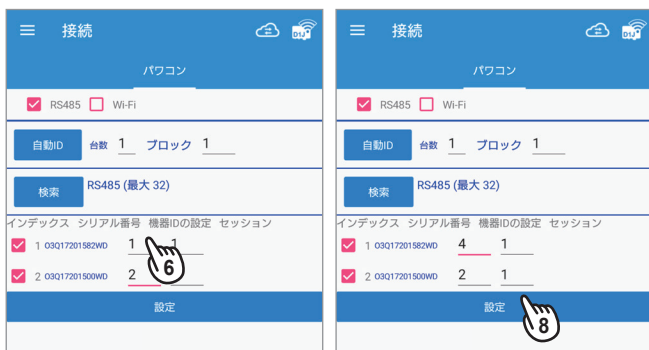 接続
D1J
パワコン
RS485 Wi-Fi
自動ID 台数 1 ブロック 1
検索 RS485 (最大 32)
インデックス シリアル番号 機器IDの設定 セッション
1 03Q17201582WD 1 1
2 03Q17201500WD 2
設定
6
接続
D1J
パワコン
RS485 Wi-Fi
自動ID 台数 1 ブロック 1
検索 RS485 (最大 32)
インデックス シリアル番号 機器IDの設定 セッション
1 03Q17201582WD 4 1
2 03Q17201500WD 2 1
設定
8